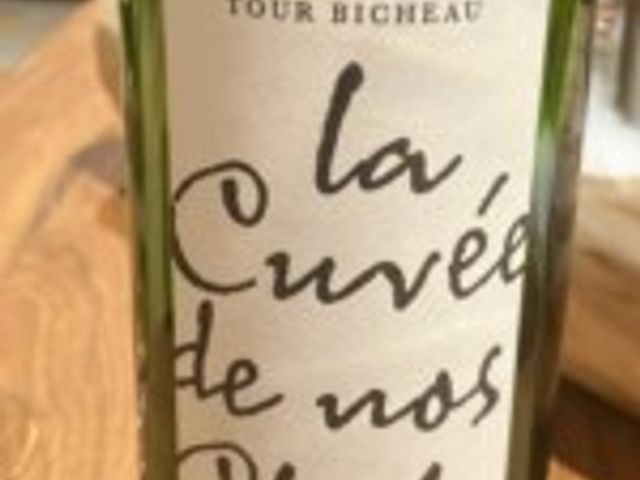 TOUR BICHEAU
la
Cuvée
de nos